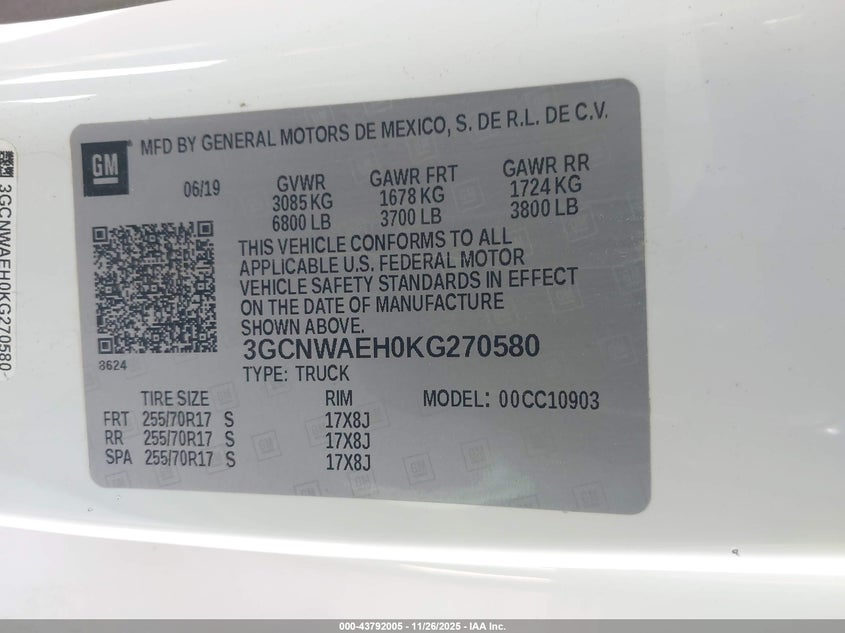 3GCNWAEH0KG270580
GM
MFD BY GENERAL MOTORS DE MEXICO, S. DE R.L. DE C.V.
06/19
GVWR GAWR FRT GAWR RR
3085 KG 1678 KG 1724 KG
6800 LB 3700 LB 3800 LB
THIS VEHICLE CONFORMS TO ALL
APPLICABLE U.S. FEDERAL MOTOR
VEHICLE SAFETY STANDARDS IN EFFECT
ON THE DATE OF MANUFACTURE
SHOWN ABOVE.
3GCNWAEH0KG270580
3624
TYPE: TRUCK
TIRE SIZE RIM MODEL: 00CC10903
FRT 255/70R17 S 17X8J
RR 255/70R17 S 17X8J
SPA 255/70R17 S 17X8J
000-43792005 - 11/26/2025 - IAA Inc.